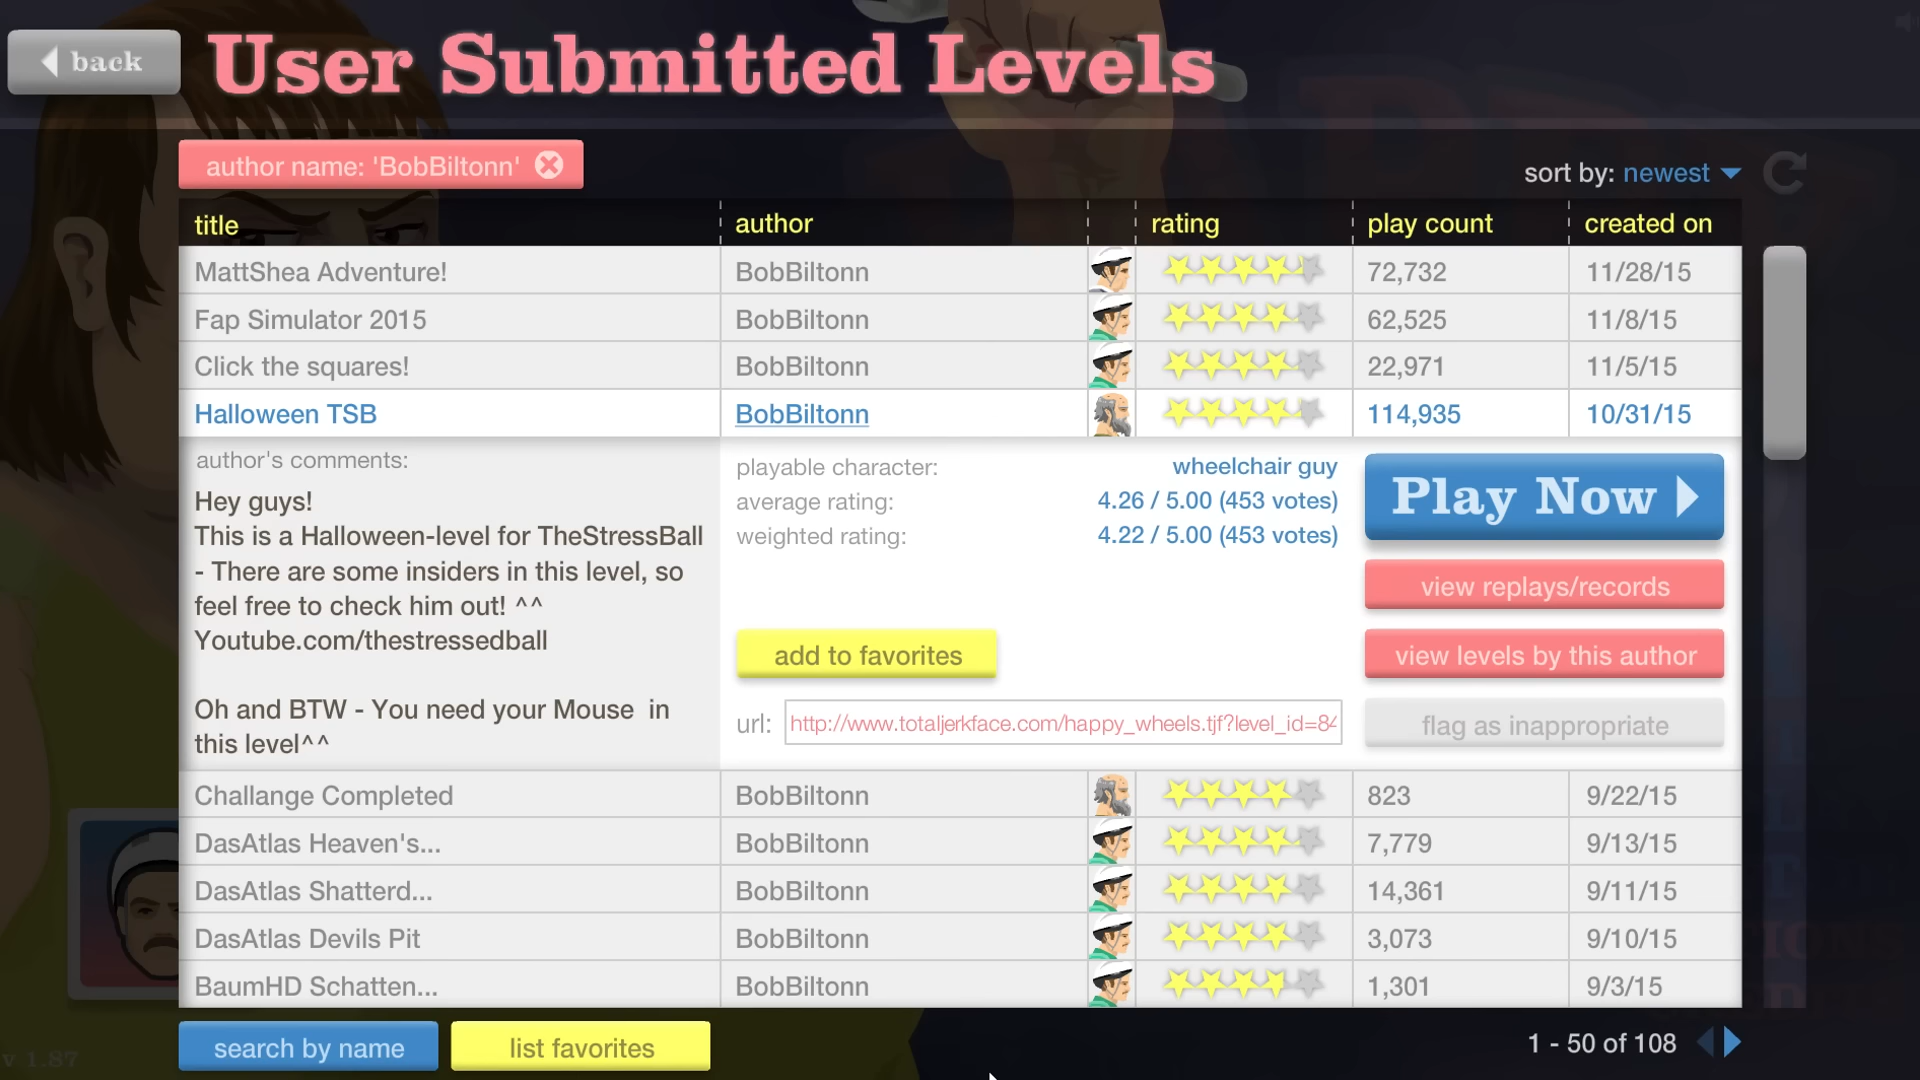 back
User Submitted Levels
author name: 'BobBiltonn'
sort by: newest
title author rating play count created on
MattShea Adventure! BobBiltonn 72,732 11/28/15
Fap Simulator 2015 BobBiltonn 62,525 11/8/15
Click the squares! BobBiltonn 22,971 11/5/15
Halloween TSB BobBiltonn 114,935 10/31/15
author's comments:
Hey guys!
This is a Halloween-level for TheStressBall
- There are some insiders in this level, so
feel free to check him out! ^^
Youtube.com/thestressedball
Oh and BTW - You need your Mouse  in
this level^^
playable character: wheelchair guy
average rating: 4.26 / 5.00 (453 votes)
weighted rating: 4.22 / 5.00 (453 votes)
add to favorites
url: http://www.totaljerkface.com/happy_wheels.tjf?level_id=84
Play Now
view replays/records
view levels by this author
flag as inappropriate
Challange Completed BobBiltonn 823 9/22/15
DasAtlas Heaven's... BobBiltonn 7,779 9/13/15
DasAtlas Shatterd... BobBiltonn 14,361 9/11/15
DasAtlas Devils Pit BobBiltonn 3,073 9/10/15
BaumHD Schatten... BobBiltonn 1,301 9/3/15
search by name
list favorites
1 - 50 of 108
v 1.87